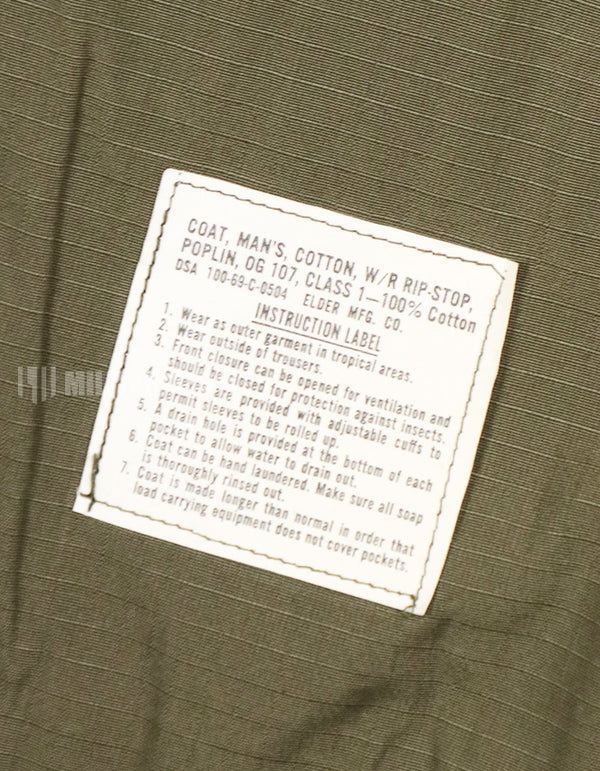 COAT, MAN'S, COTTON, W/R RIP-STOP,
POPLIN, OG 107, CLASS 1—100% Cotton
DSA 100-69-C-0504 ELDER MFG. CO.
INSTRUCTION LABEL
1. Wear as outer garment in tropical areas.
2. Wear outside of trousers.
3. Front closure can be opened for ventilation and
should be closed for protection against insects.
4. Sleeves are provided with adjustable cuffs to
permit sleeves to be rolled up.
5. A drain hole is provided at the bottom of each
pocket to allow water to drain out.
6. Coat can be hand laundered. Make sure all soap
is thoroughly rinsed out.
7. Coat is made longer than normal in order that
load carrying equipment does not cover pockets.